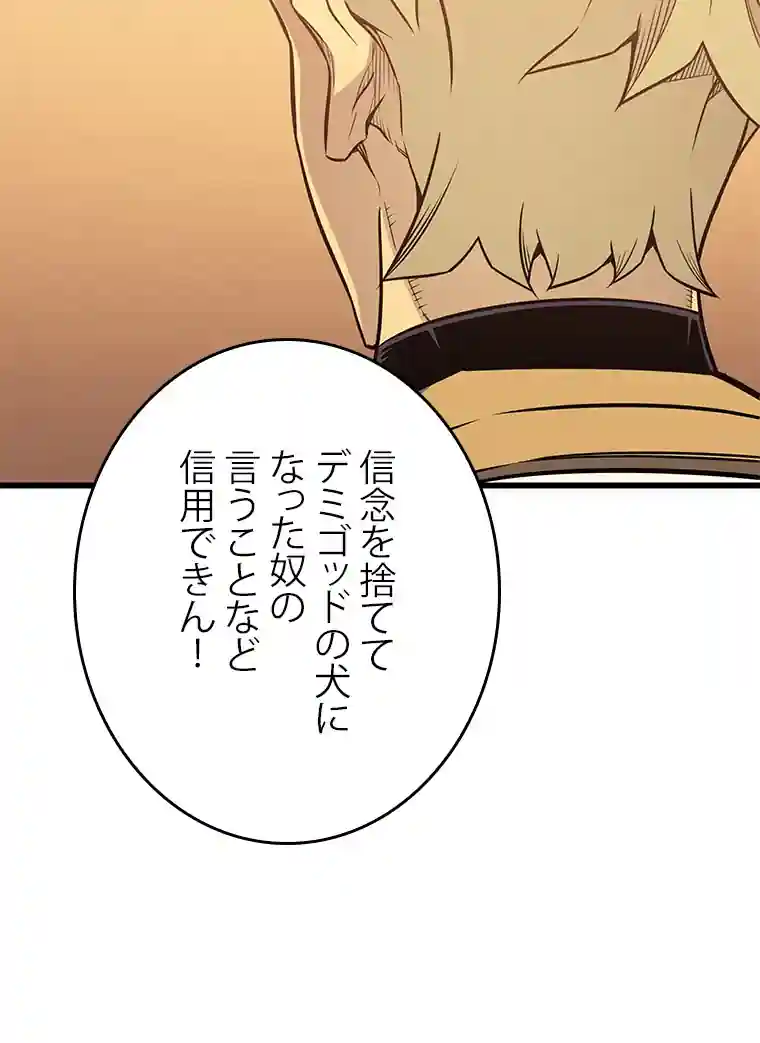 信念を捨てて
デミゴッドの犬に
なった奴の
言うことなど
信用できん！